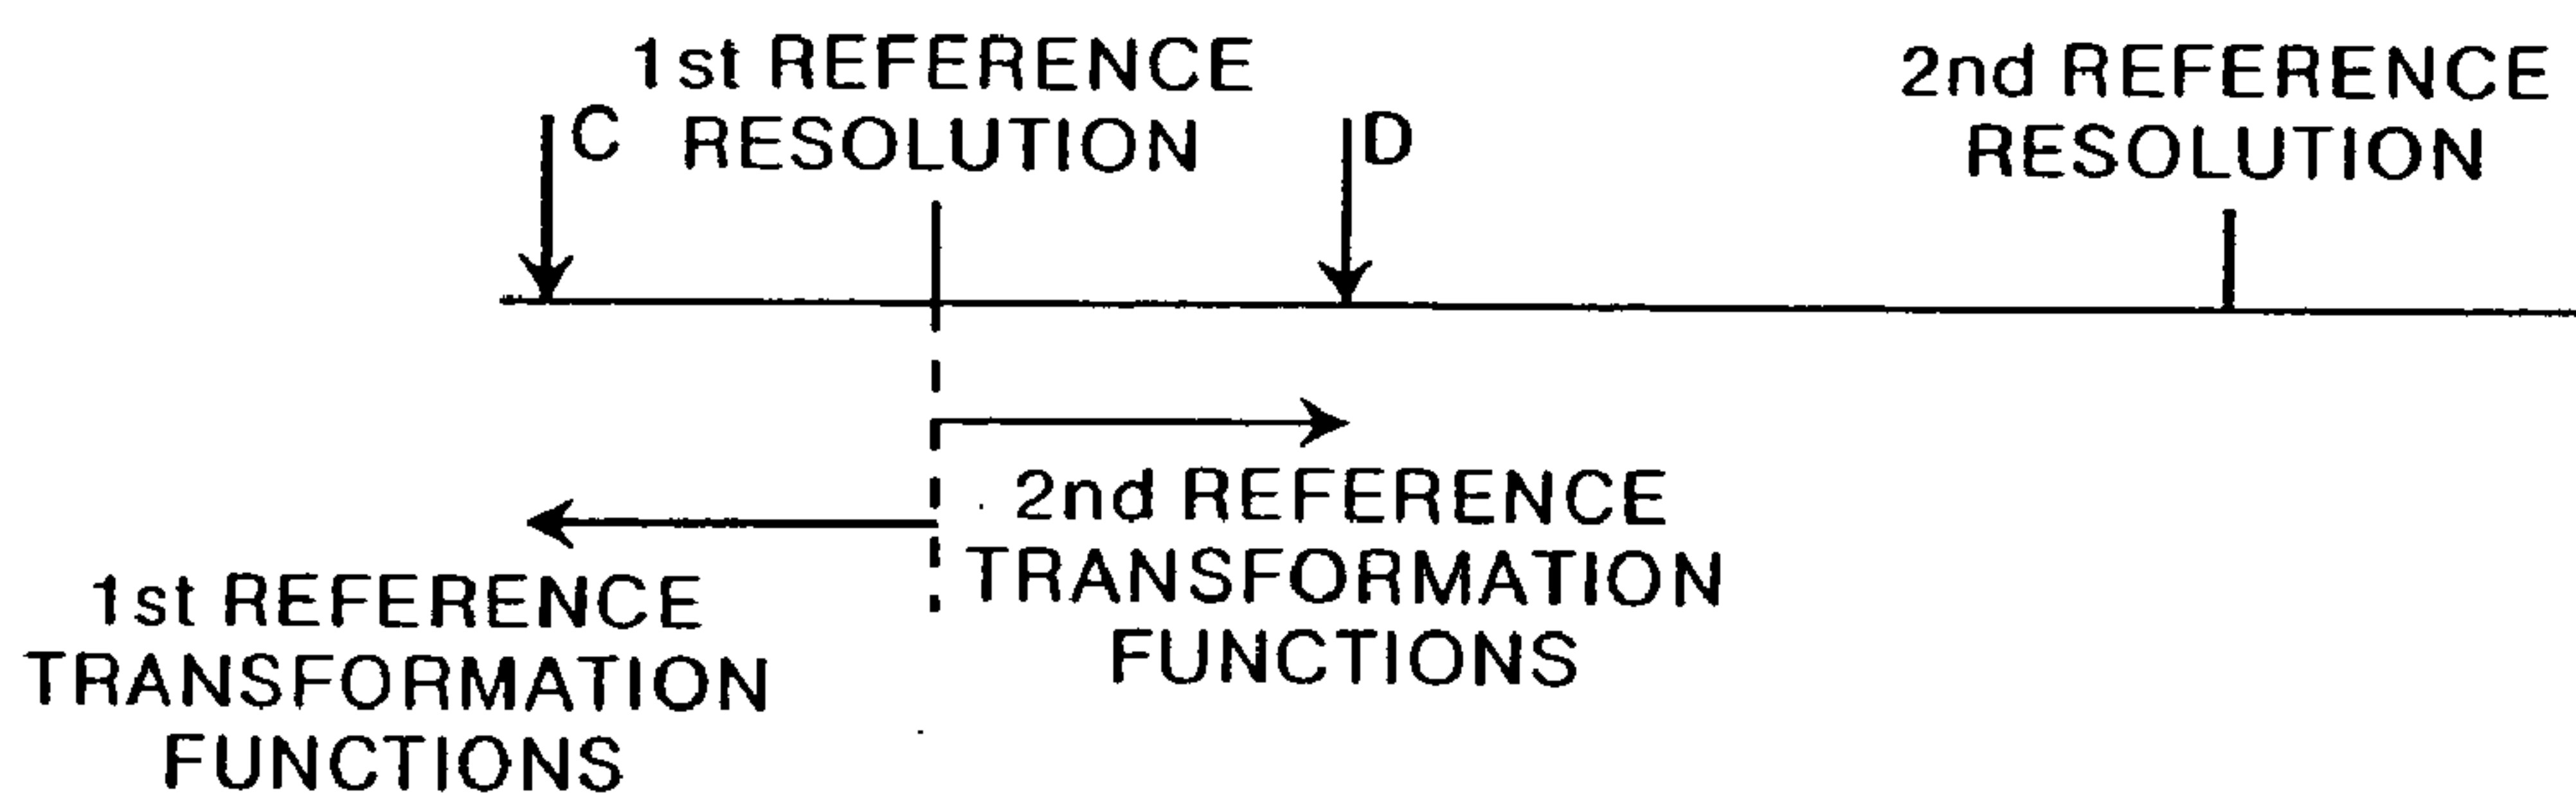 1st REFERENCE
RESOLUTION
C
D
2nd REFERENCE
RESOLUTION
2nd REFERENCE
TRANSFORMATION
FUNCTIONS
1st REFERENCE
TRANSFORMATION
FUNCTIONS